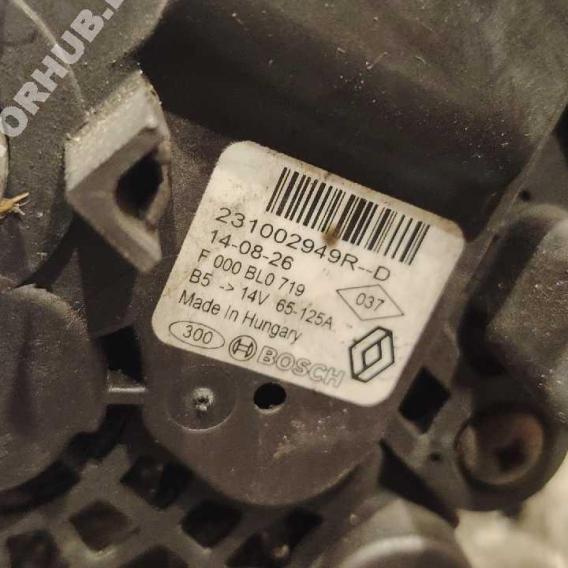 ORHUB.
231002949R--D
14-08-26
F 000 BL0 719
037
B5 -> 14V 65-125A
Made in Hungary
300 BOSCH